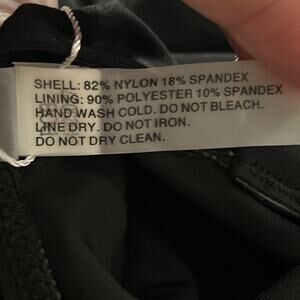 SHELL: 82% NYLON 18% SPANDEX
LINING: 90% POLYESTER 10% SPANDEX
HAND WASH COLD. DO NOT BLEACH.
LINE DRY. DO NOT IRON.
DO NOT DRY CLEAN.